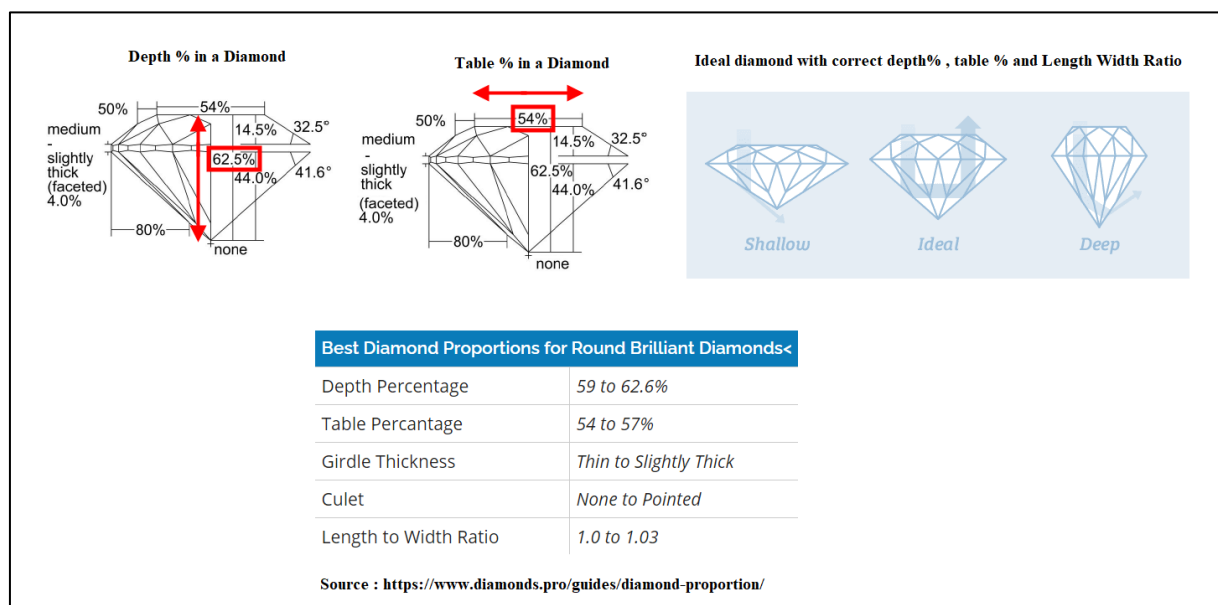 Depth % in a Diamond
50%
54%
medium
-
slightly
thick
(faceted)
4.0%
14.5%
32.5°
62.5%
44.0%
41.6°
80%
none
Table % in a Diamond
50%
54%
medium
-
slightly
thick
(faceted)
4.0%
14.5%
32.5°
62.5%
44.0%
41.6°
80%
none
Ideal diamond with correct depth% , table % and Length Width Ratio
Shallow
Ideal
Deep
Best Diamond Proportions for Round Brilliant Diamonds<
Depth Percentage 59 to 62.6%
Table Percantage 54 to 57%
Girdle Thickness Thin to Slightly Thick
Culet None to Pointed
Length to Width Ratio 1.0 to 1.03
Source : https://www.diamonds.pro/guides/diamond-proportion/